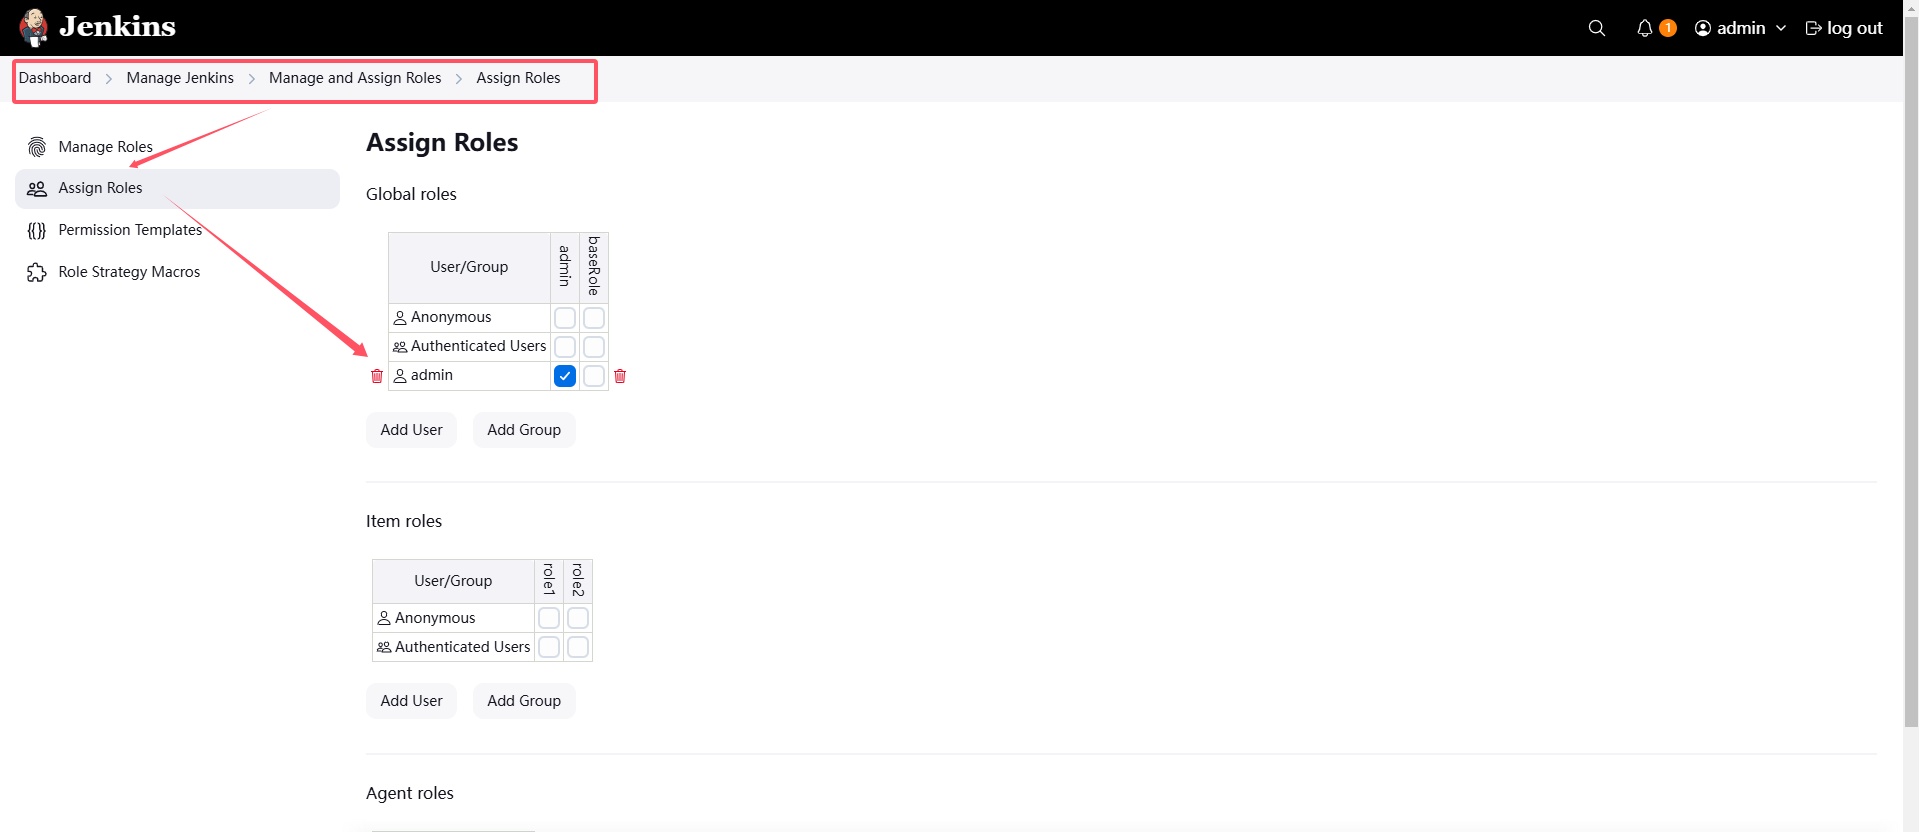 Jenkins
1 admin log out
Dashboard Manage Jenkins Manage and Assign Roles Assign Roles
Manage Roles
Assign Roles
Permission Templates
Role Strategy Macros
Assign Roles
Global roles
User/Group admin baseRole
Anonymous
Authenticated Users
admin
Add User Add Group
Item roles
User/Group role1 role2
Anonymous
Authenticated Users
Add User Add Group
Agent roles